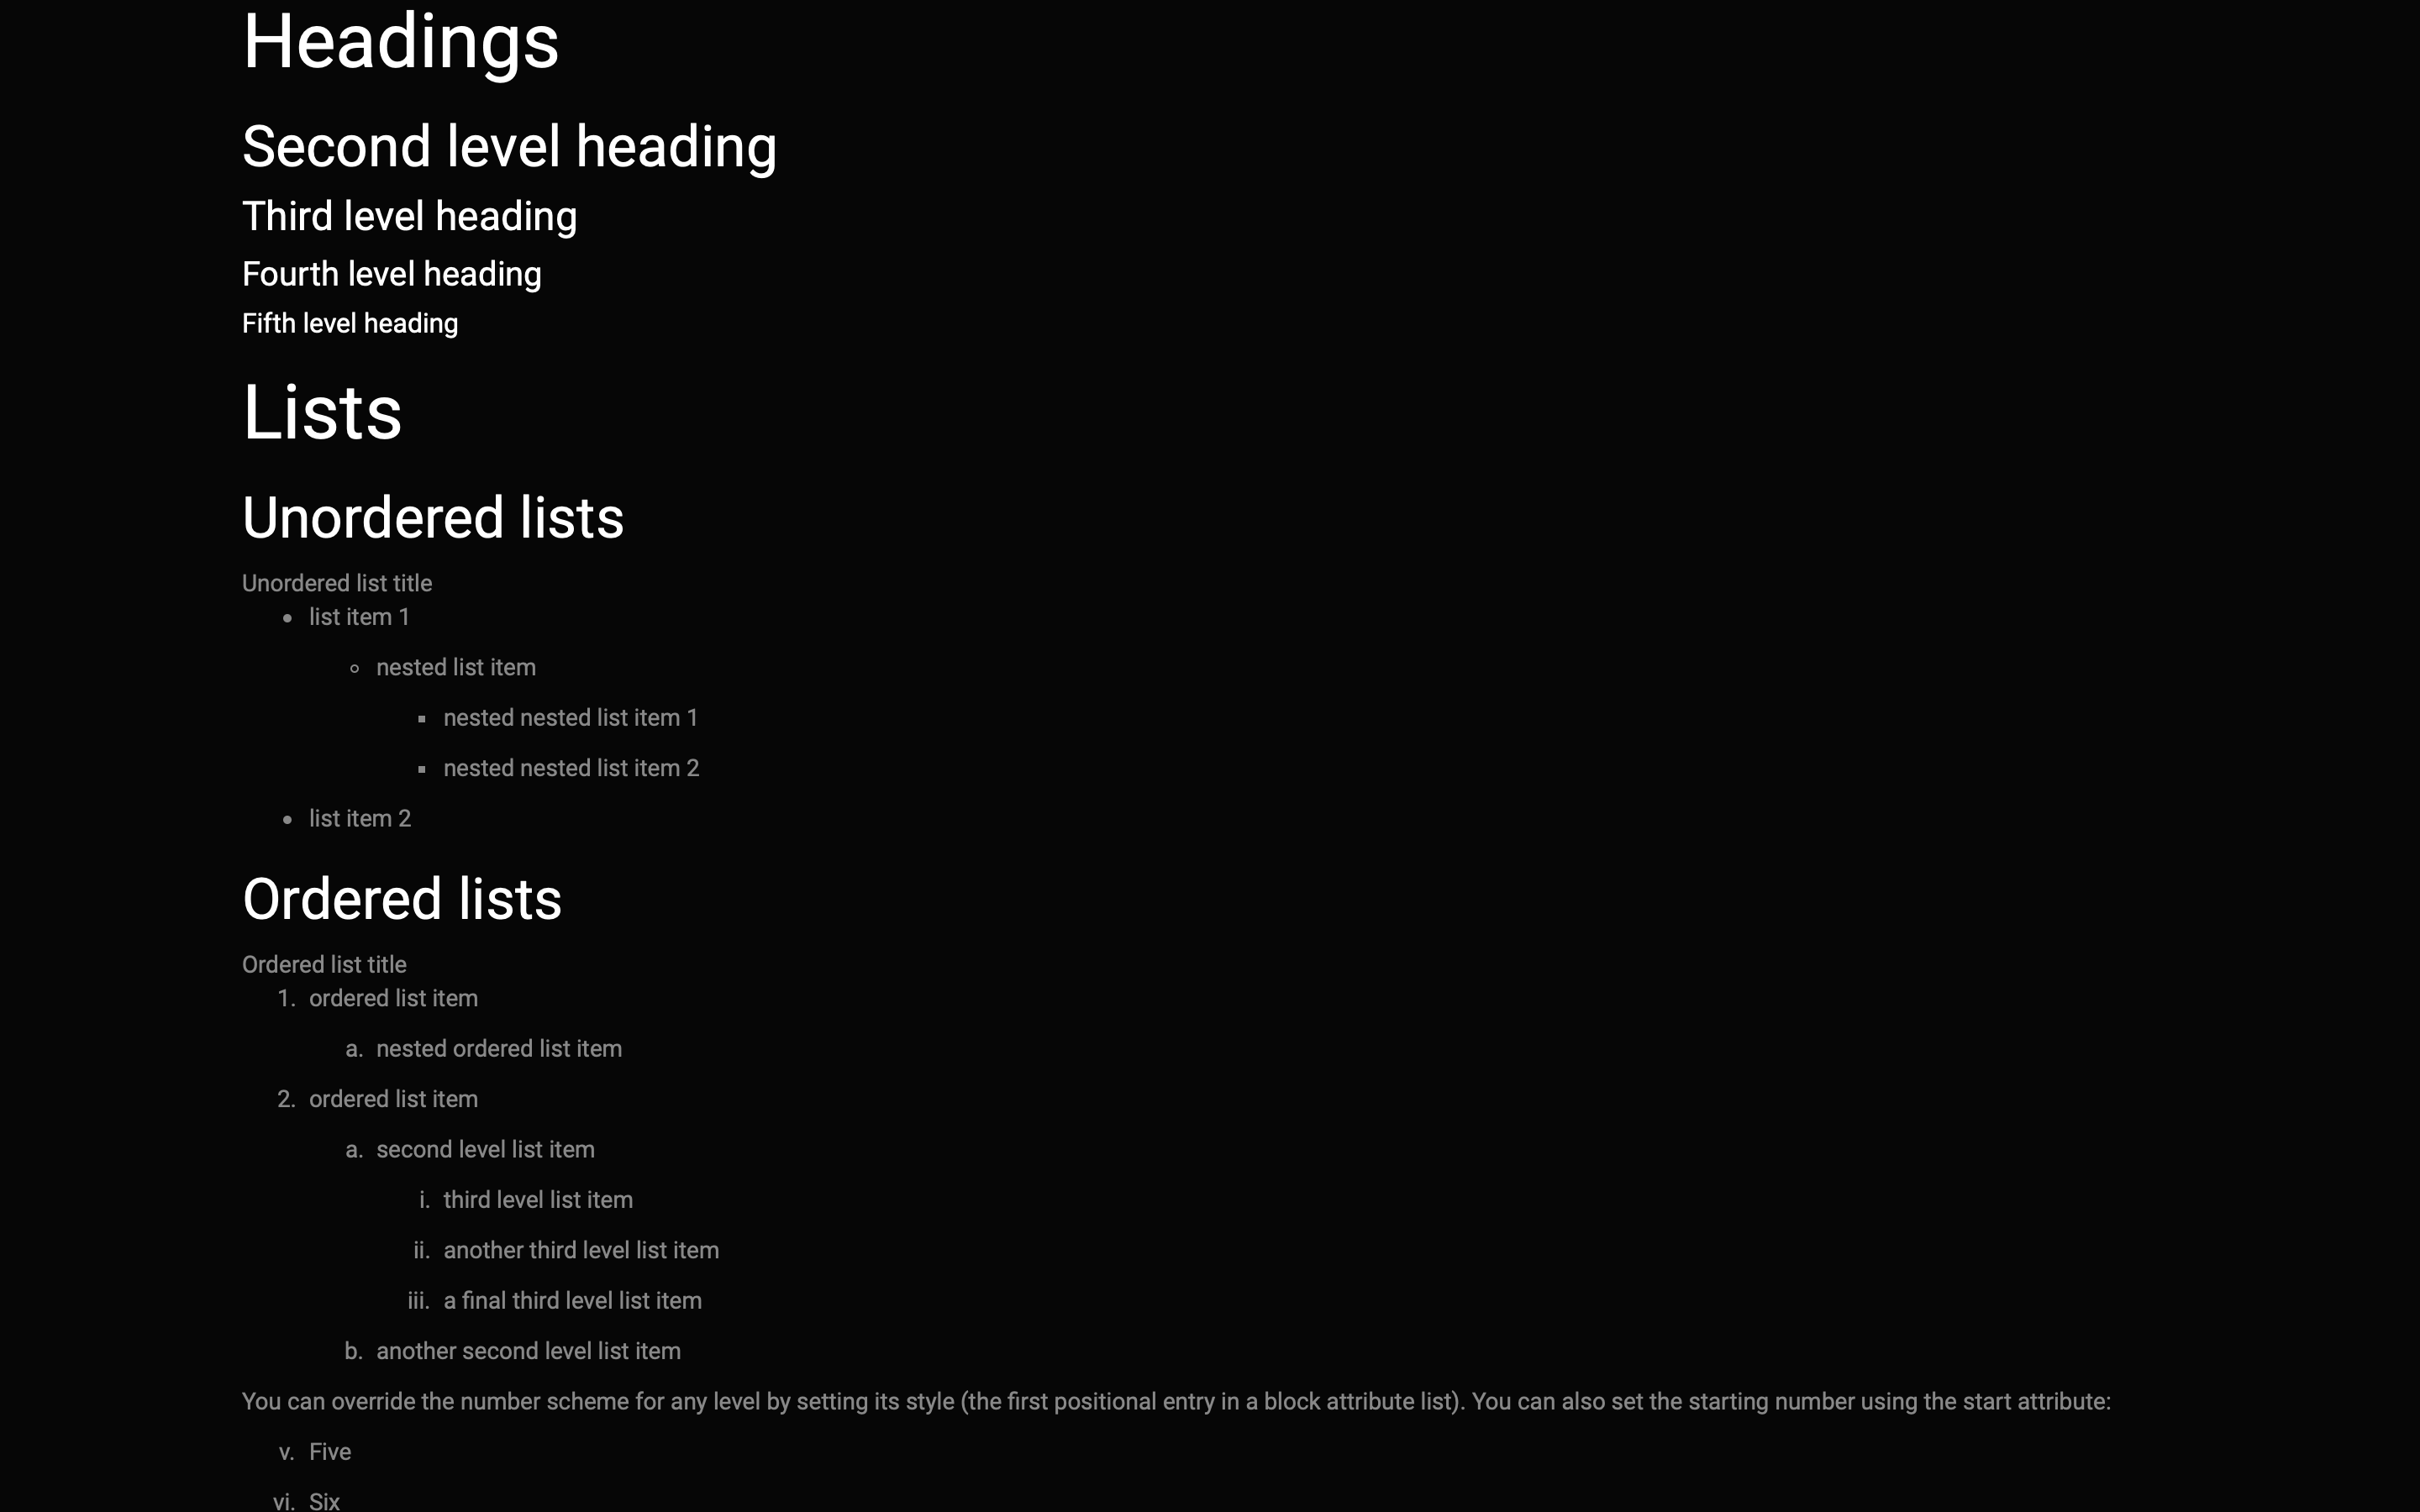 Headings
Second level heading
Third level heading
Fourth level heading
Fifth level heading
Lists
Unordered lists
Unordered list title
list item 1
nested list item
nested nested list item 1
nested nested list item 2
list item 2
Ordered lists
Ordered list title
1. ordered list item
a. nested ordered list item
2. ordered list item
a. second level list item
i. third level list item
ii. another third level list item
iii. a final third level list item
b. another second level list item
You can override the number scheme for any level by setting its style (the first positional entry in a block attribute list). You can also set the starting number using the start attribute:
v. Five
vi. Six